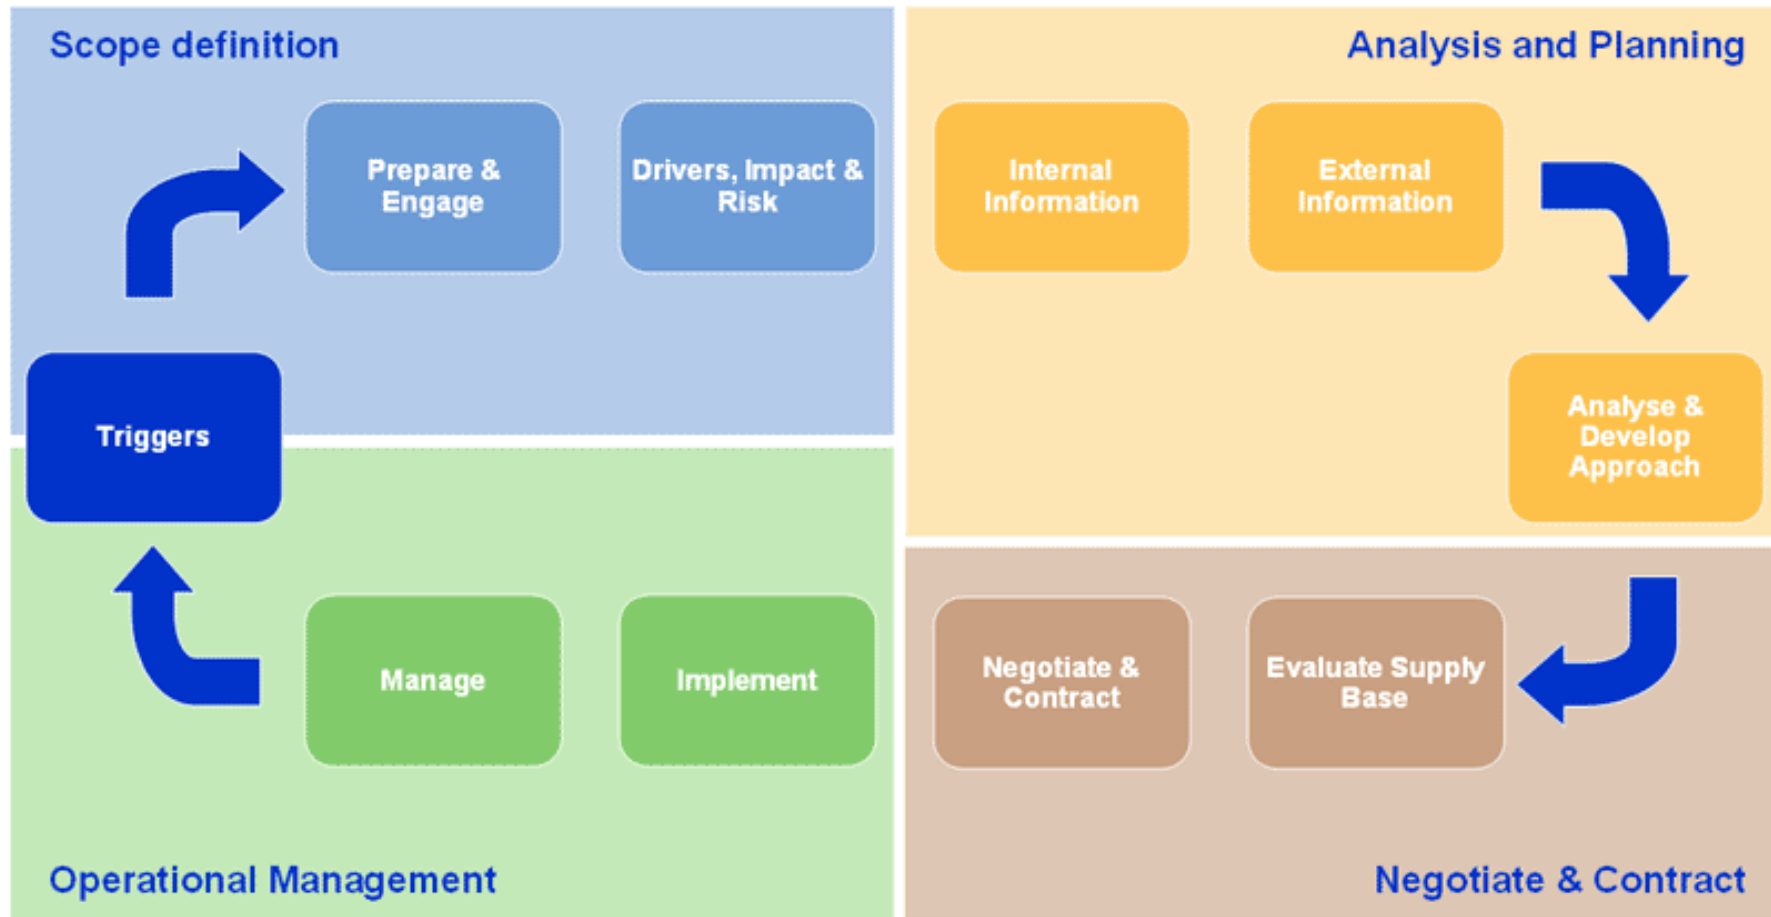 Scope definition
Analysis and Planning
Prepare &
Engage
Drivers, Impact &
Risk
Internal
Information
External
Information
Triggers
Analyse &
Develop
Approach
Manage
Implement
Negotiate &
Contract
Evaluate Supply
Base
Operational Management
Negotiate & Contract